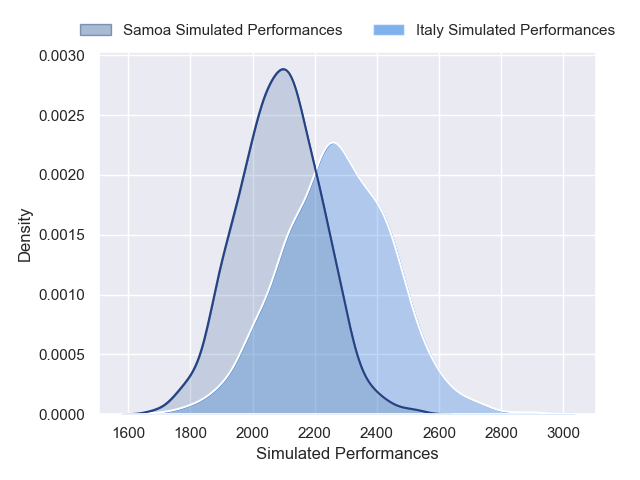 Samoa Simulated Performances Italy Simulated Performances
0.0030
0.0025
0.0020
0.0015
0.0010
0.0005
0.0000
Density
1600 1800 2000 2200 2400 2600 2800 3000
Simulated Performances